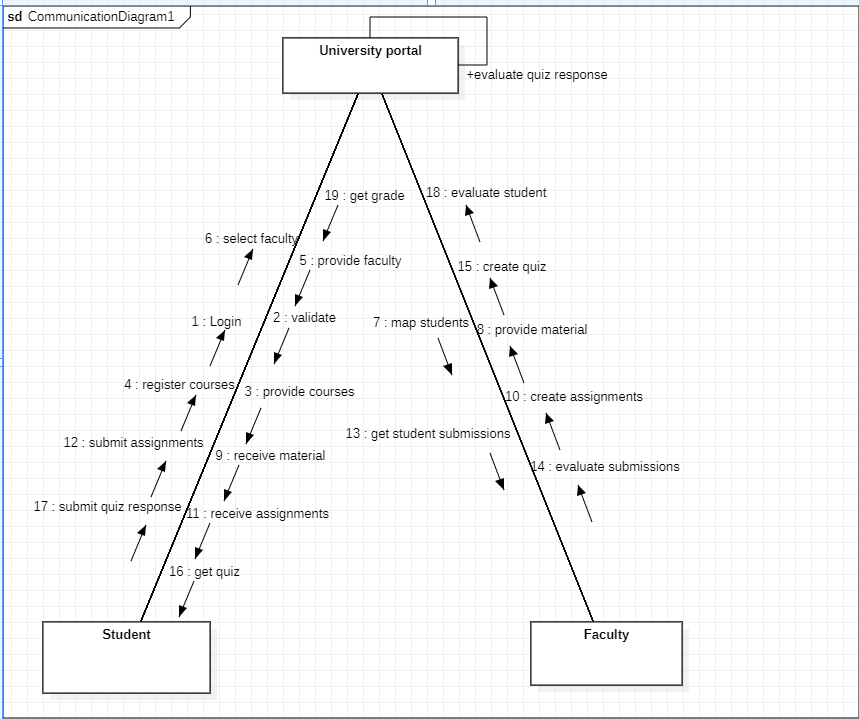 sd CommunicationDiagram1
University portal
+evaluate quiz response
18 : evaluate student
19 : get grade
6 : select faculty
5 : provide faculty
15 : create quiz
1 : Login
2 : validate
7 : map students
8 : provide material
4 : register courses
3 : provide courses
10 : create assignments
12 : submit assignments
13 : get student submissions
9 : receive material
14 : evaluate submissions
17 : submit quiz response
11 : receive assignments
16 : get quiz
Student
Faculty